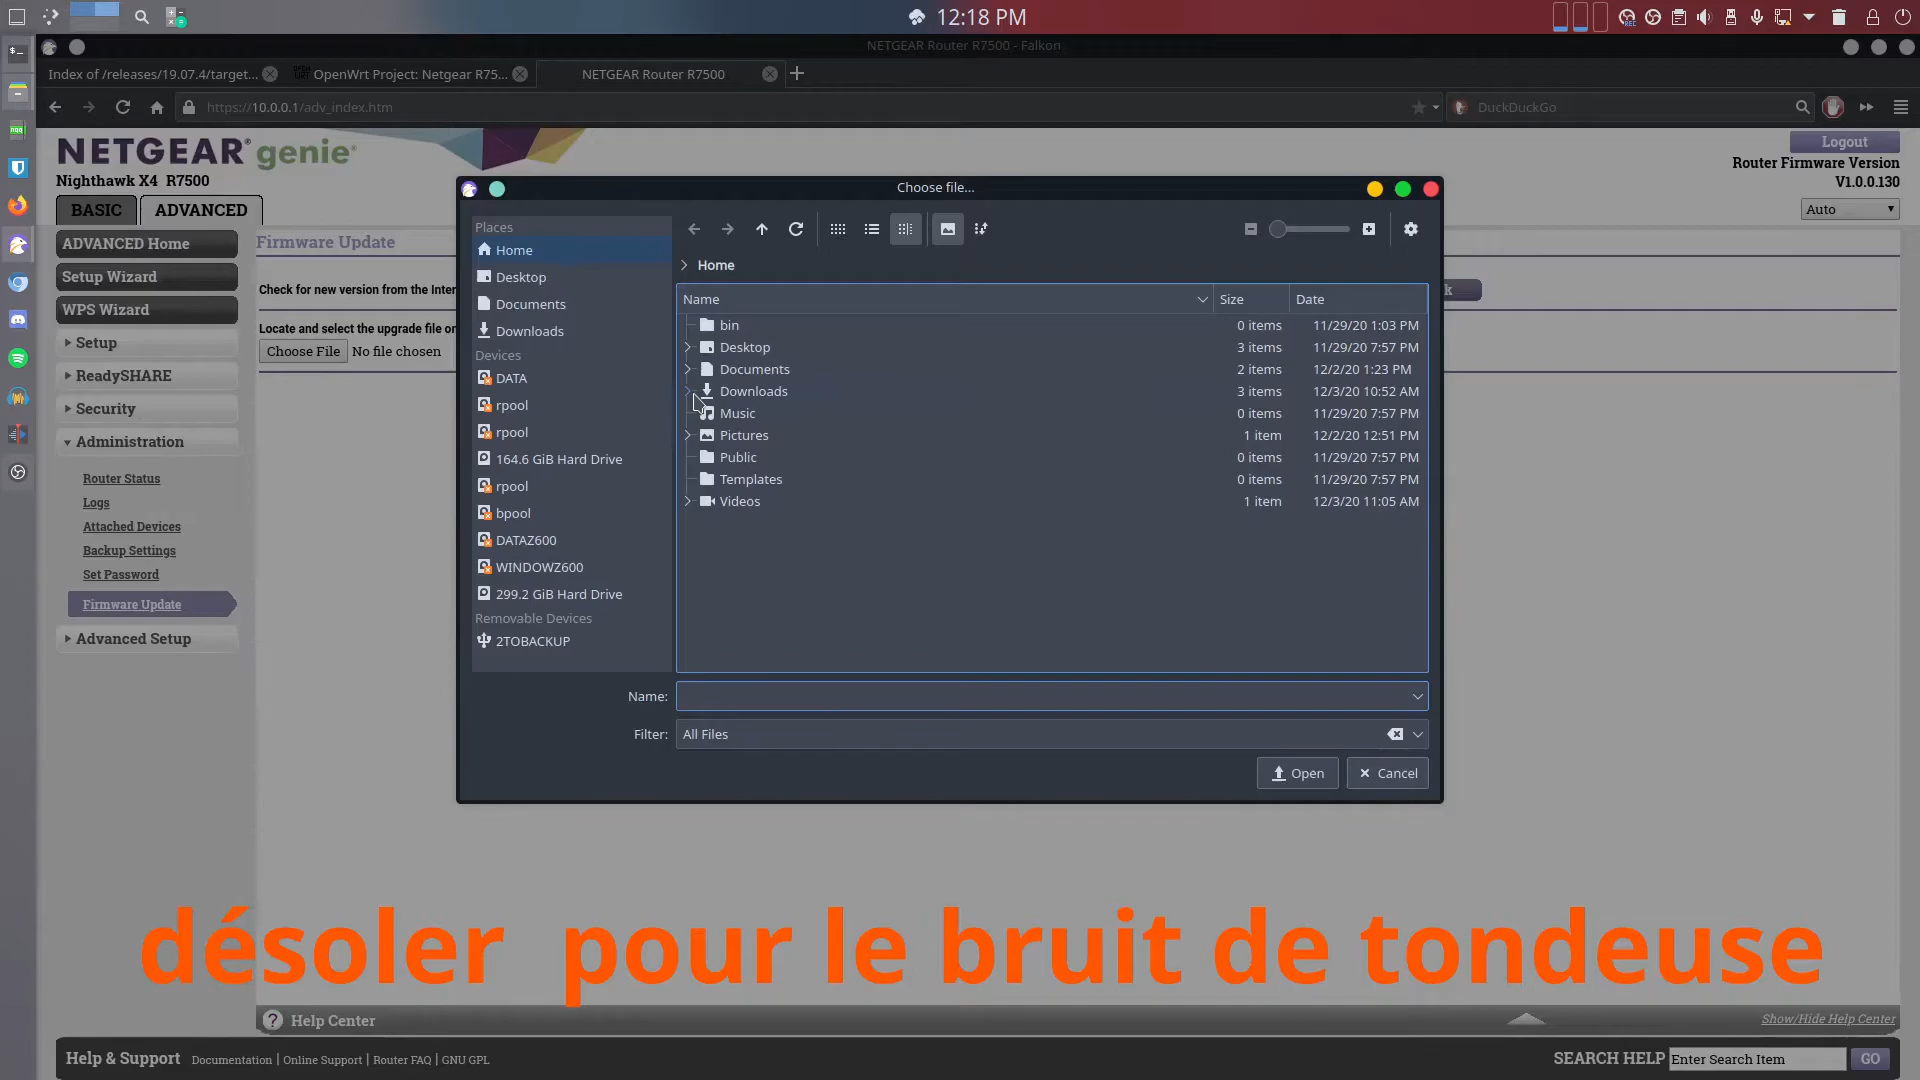 12:18 PM
REC
NETGEAR Router R7500 - Falkon
Index of /releases/19.07.4/target...
OpenWrt Project: Netgear R75...
NETGEAR Router R7500
https://10.0.0.1/adv_index.htm
DuckDuckGo
NETGEAR® genie®
Nighthawk X4 R7500
Logout
Router Firmware Version
V1.0.0.130
Auto
BASIC
ADVANCED
ADVANCED Home
Setup Wizard
WPS Wizard
Setup
ReadySHARE
Security
Administration
Router Status
Logs
Attached Devices
Backup Settings
Set Password
Firmware Update
Advanced Setup
Firmware Update
Check for new version from the Inter
k
Locate and select the upgrade file on
Choose File No file chosen
Choose file...
Places
Home
Desktop
Documents
Downloads
Devices
DATA
rpool
rpool
164.6 GiB Hard Drive
rpool
bpool
DATAZ600
WINDOWZ600
299.2 GiB Hard Drive
Removable Devices
2TOBACKUP
Home
Name Size Date
bin 0 items 11/29/20 1:03 PM
Desktop 3 items 11/29/20 7:57 PM
Documents 2 items 12/2/20 1:23 PM
Downloads 3 items 12/3/20 10:52 AM
Music 0 items 11/29/20 7:57 PM
Pictures 1 item 12/2/20 12:51 PM
Public 0 items 11/29/20 7:57 PM
Templates 0 items 11/29/20 7:57 PM
Videos 1 item 12/3/20 11:05 AM
Name:
Filter: All Files
Open Cancel
désoler pour le bruit de tondeuse
? Help Center
Show/Hide Help Center
Help & Support Documentation | Online Support | Router FAQ | GNU GPL
SEARCH HELP Enter Search Item GO